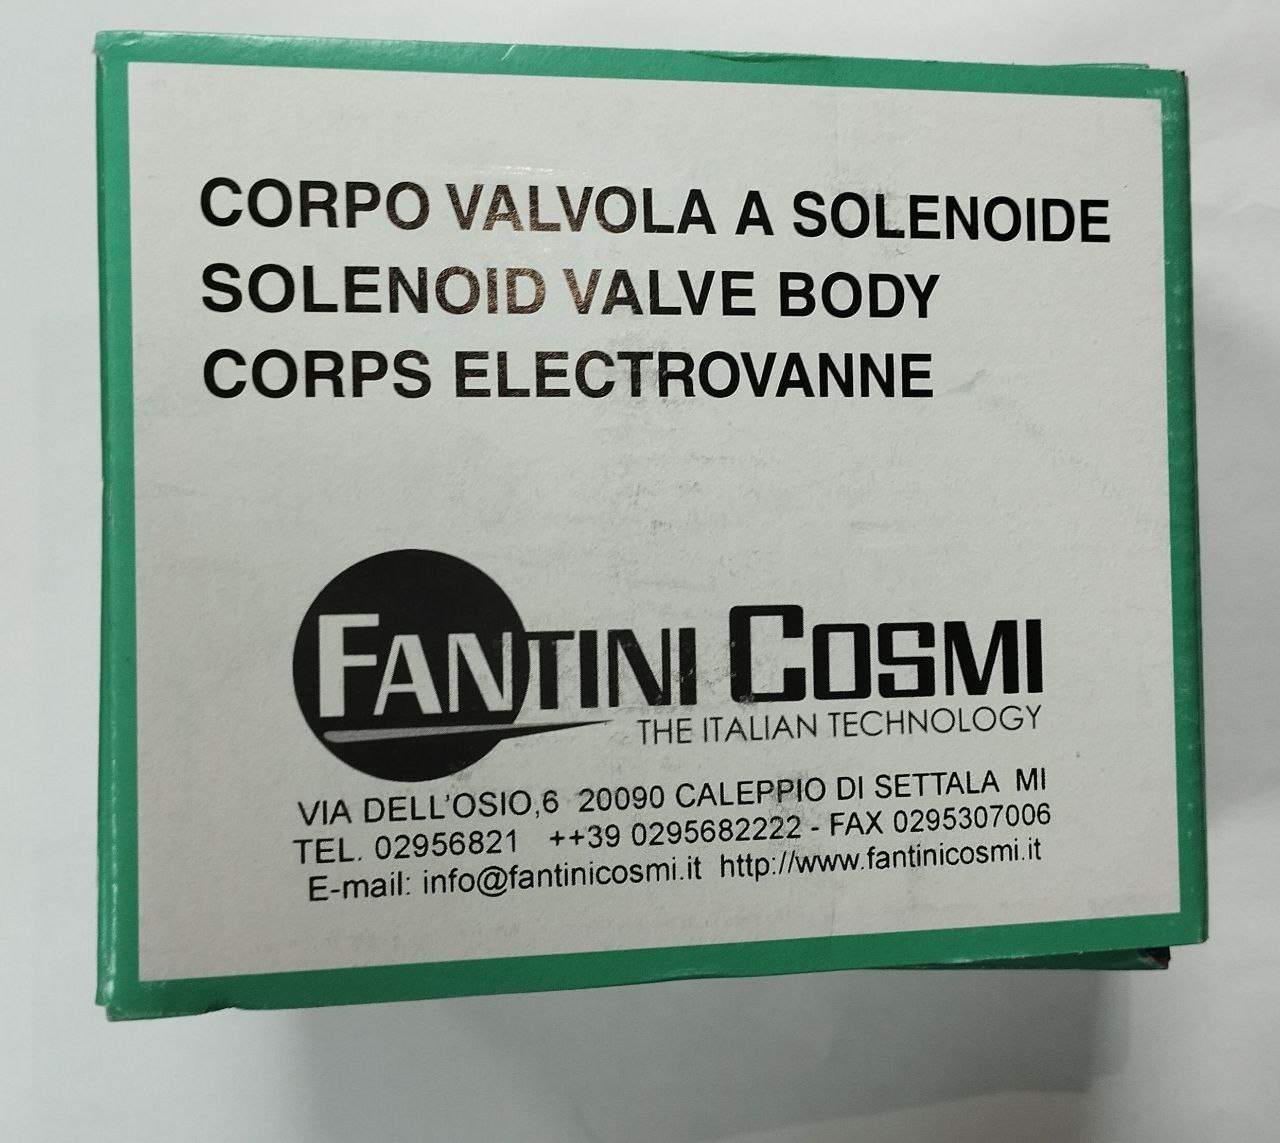 CORPO VALVOLA A SOLENOIDE
SOLENOID VALVE BODY
CORPS ELECTROVANNE
FANTINI COSMI
THE ITALIAN TECHNOLOGY
VIA DELL'OSIO,6 20090 CALEPPIO DI SETTALA MI
TEL. 02956821 ++39 0295682222 - FAX 0295307006
E-mail: info@fantinicosmi.it http://www.fantinicosmi.it